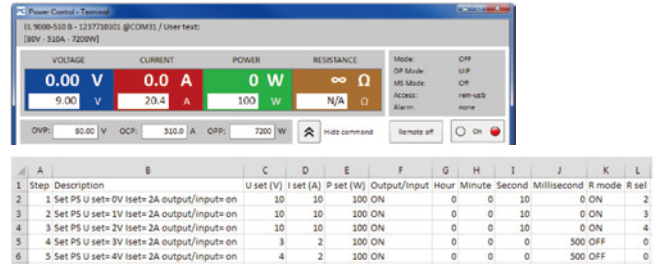 Power Control - Terminal
EL 9080-510 B - 1237710301 @COM31 / User text:
[80V - 510A - 7200W]
VOLTAGE CURRENT POWER RESISTANCE
0.00 V 0.0 A 0 W ∞ Ω
9.00 V 20.4 A 100 W N/A Ω
Mode: OFF
OP Mode: UIP
MS Mode: Off
Access: rem-usb
Alarm: none
OVP: 80.00 V OCP: 510.0 A OPP: 7200 W Hide command Remote off On
A B C D E F G H I J K L
1 Step Description U set (V) I set (A) P set (W) Output/Input Hour Minute Second Millisecond R mode R sel
2 1 Set PS U set= 0V Iset= 2A output/input= on 10 10 100 ON 0 0 10 0 ON 2
3 2 Set PS U set= 1V Iset= 2A output/input= on 10 10 100 ON 0 0 10 0 ON 3
4 3 Set PS U set= 2V Iset= 2A output/input= on 10 10 100 ON 0 0 10 0 ON 4
5 4 Set PS U set= 3V Iset= 2A output/input= on 3 2 100 ON 0 0 0 500 OFF 0
6 5 Set PS U set= 4V Iset= 2A output/input= on 4 2 100 ON 0 0 0 500 OFF 0